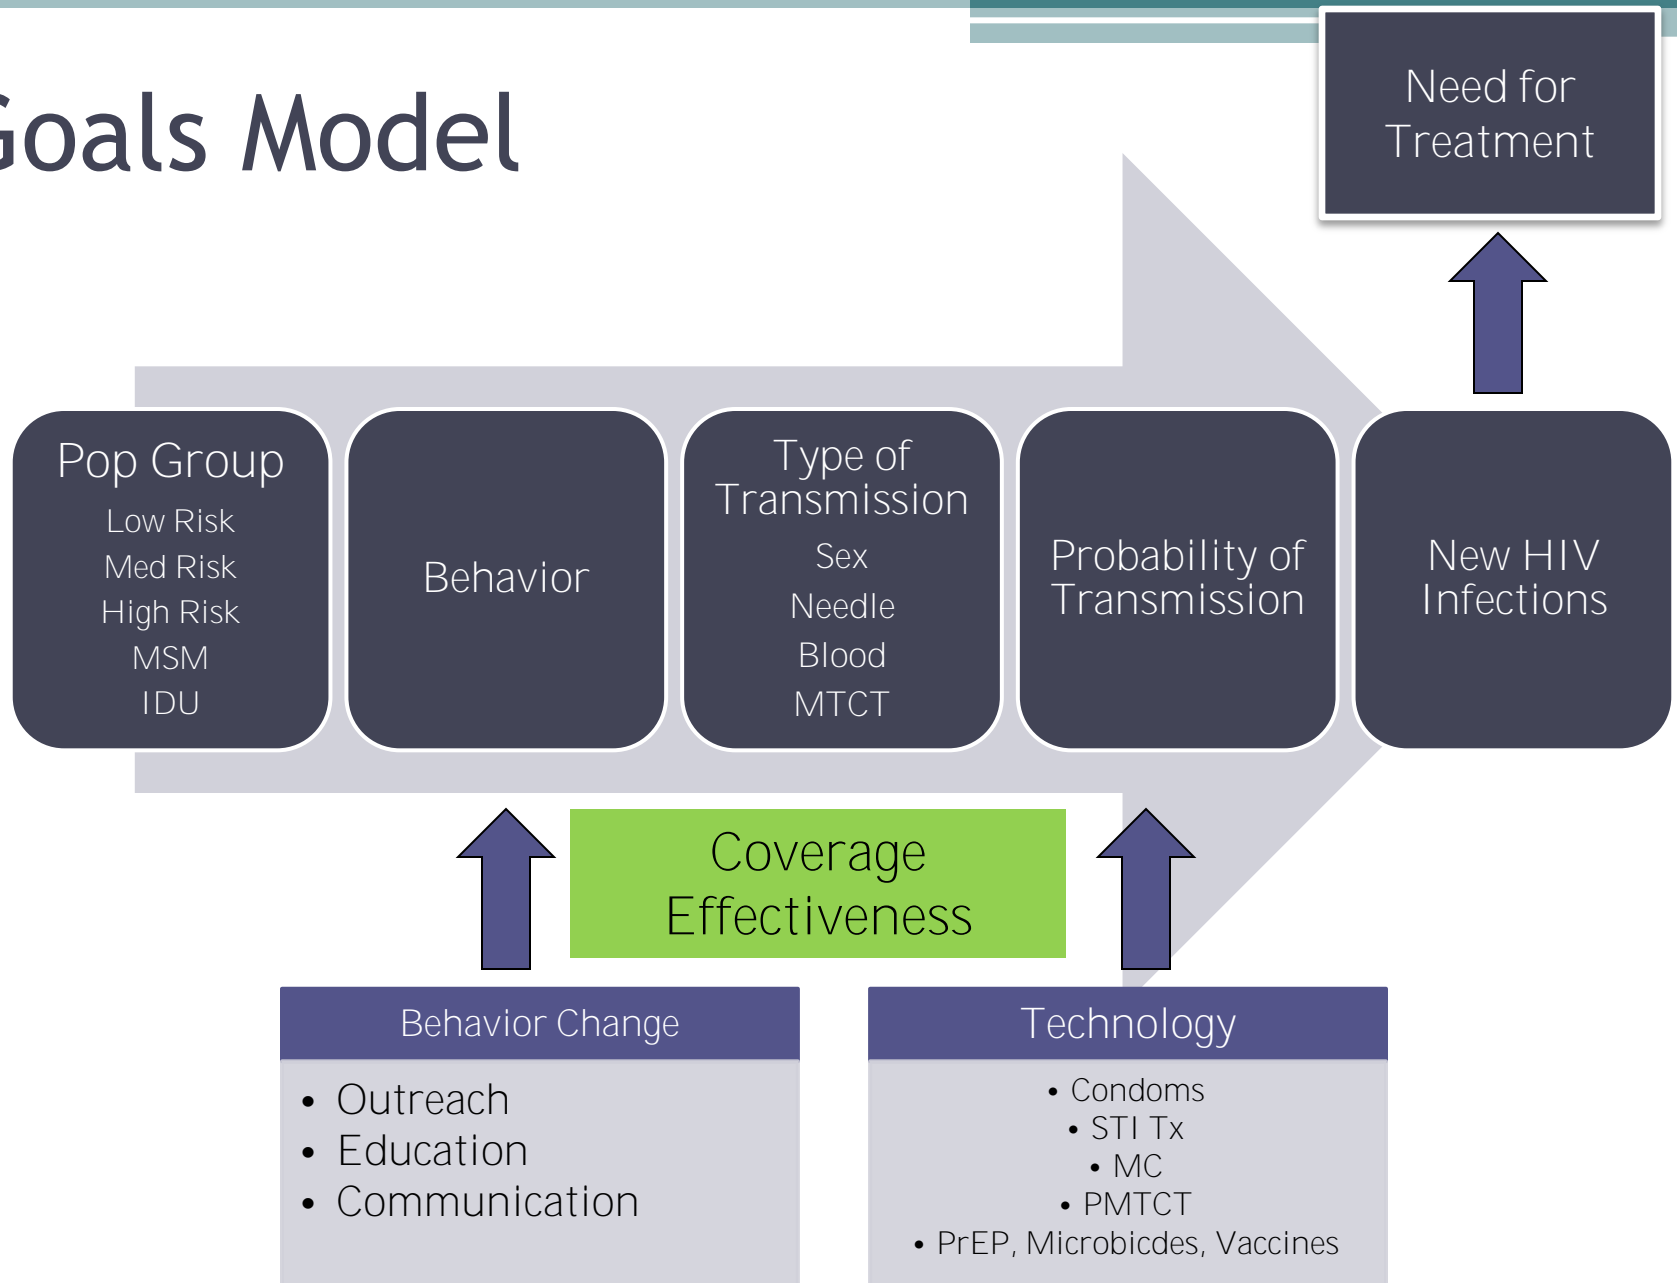 Goals Model
Need for
Treatment
Pop Group
Low Risk
Med Risk
High Risk
MSM
IDU
Behavior
Type of
Transmission
Sex
Needle
Blood
MTCT
Probability of
Transmission
New HIV
Infections
Coverage
Effectiveness
Behavior Change
• Outreach
• Education
• Communication
Technology
• Condoms
• STI Tx
• MC
• PMTCT
• PrEP, Microbicdes, Vaccines